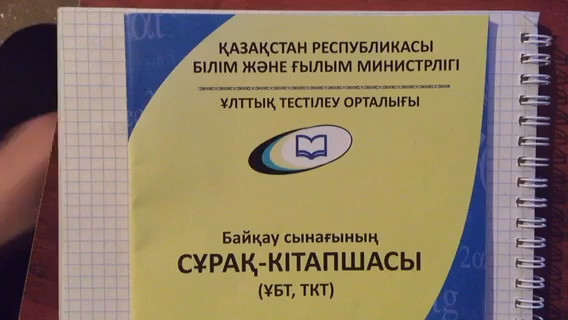 ҚАЗАҚСТАН РЕСПУБЛИКАСЫ
БІЛІМ ЖӘНЕ ҒЫЛЫМ МИНИСТРЛІГІ
ҰЛТТЫҚ ТЕСТІЛЕУ ОРТАЛЫҒЫ
Байқау сынағының
СҰРАҚ-КІТАПШАСЫ
(ҰБТ, ТКТ)